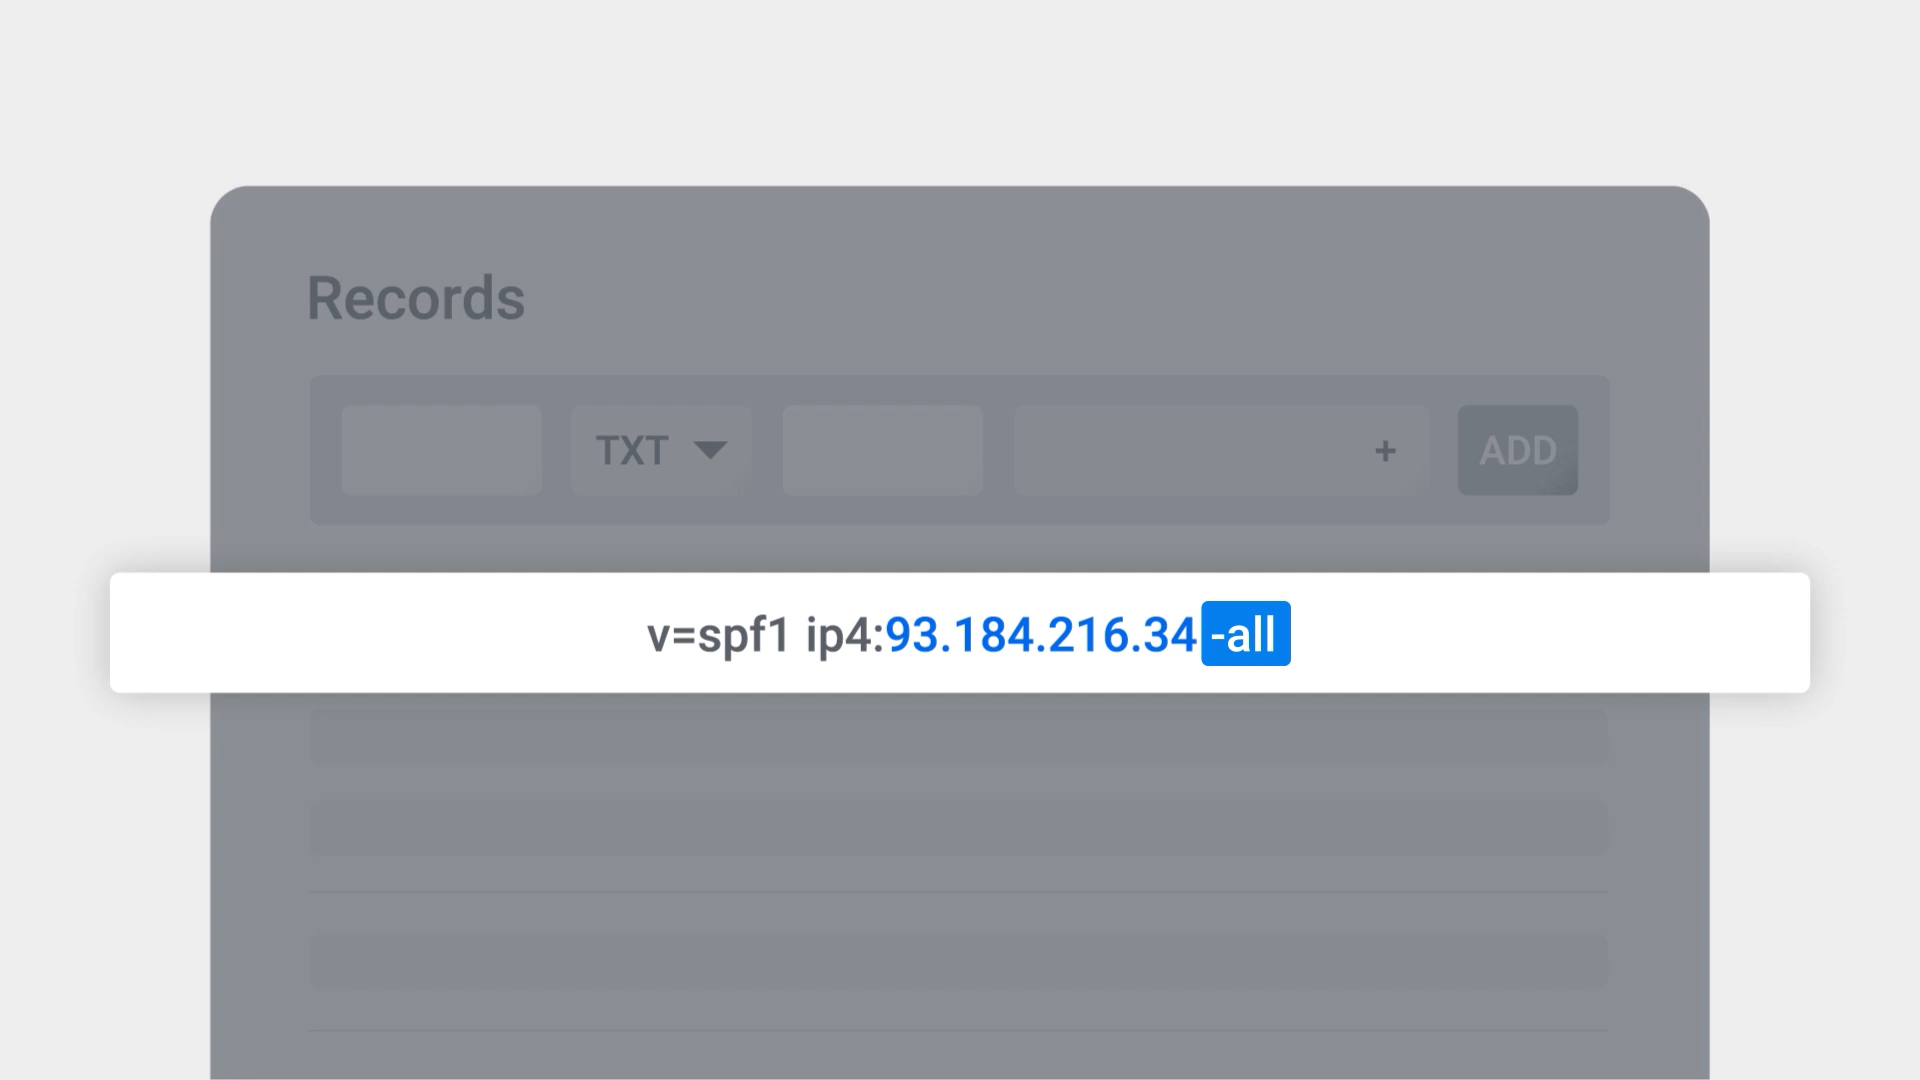 Records
TXT + ADD
v=spf1 ip4:93.184.216.34 -all